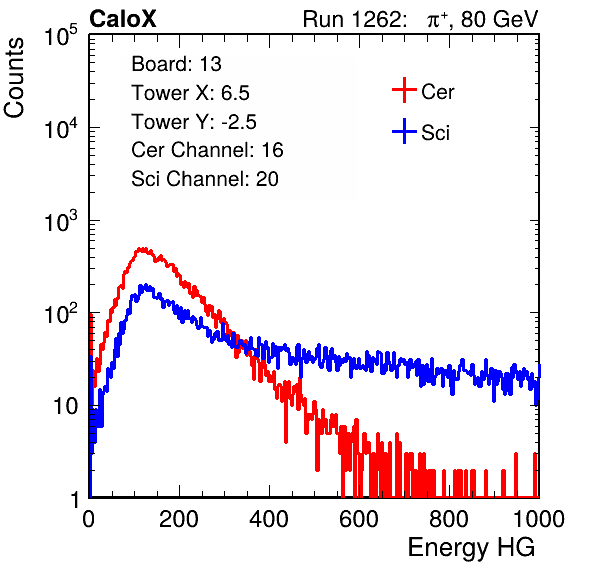 CaloX Run 1262: π⁺, 80 GeV
Counts
10⁵
10⁴
10³
10²
10
1
Board: 13
Tower X: 6.5
Tower Y: -2.5
Cer Channel: 16
Sci Channel: 20
Cer
Sci
0 200 400 600 800 1000
Energy HG